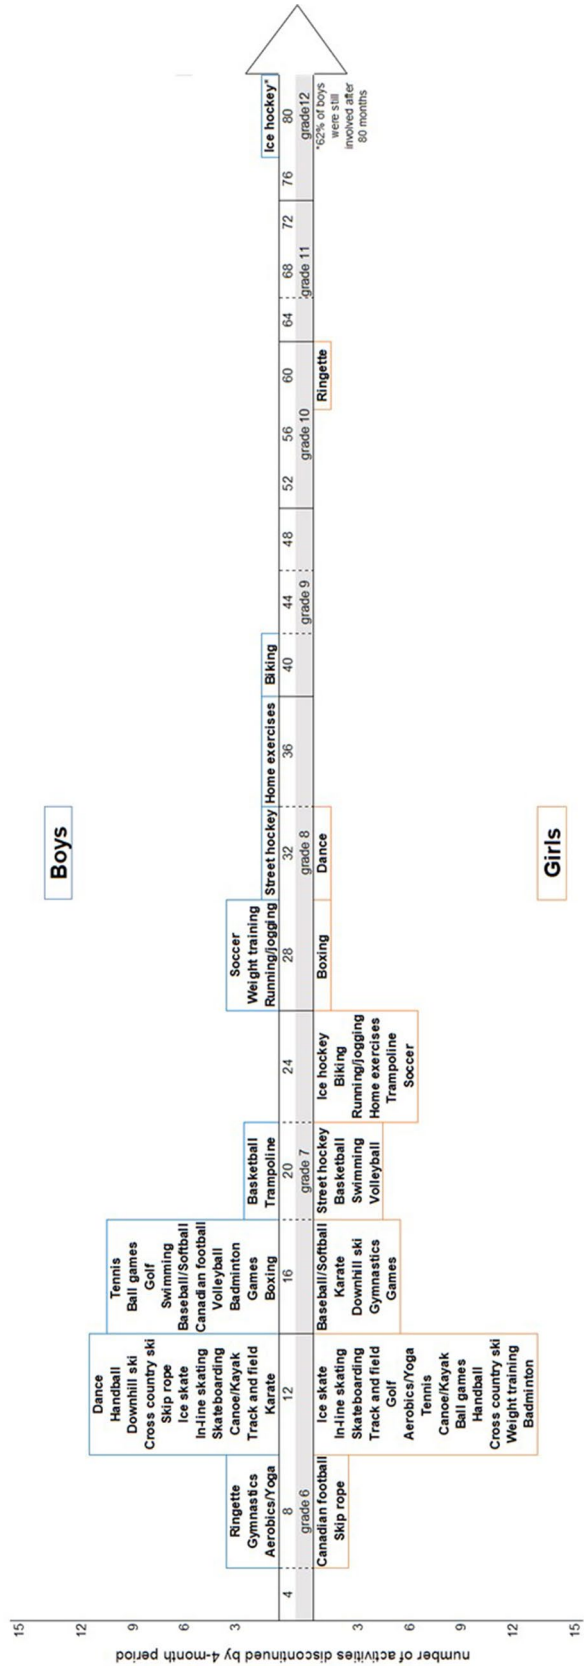 number of activities discontinued by 4-month period
15
12
9
6
3
3
6
9
12
15
Boys
Ringette
Gymnastics
Aerobics/Yoga
Dance
Handball
Downhill ski
Cross country ski
Skip rope
Ice skate
In-line skating
Skateboarding
Canoe/Kayak
Track and field
Karate
Tennis
Ball games
Golf
Swimming
Baseball/Softball
Canadian football
Volleyball
Badminton
Games
Boxing
Basketball
Trampoline
Soccer
Weight training
Running/jogging
Street hockey
Home exercises
Biking
Ice hockey*
4 8 12 16 20 24 28 32 36 40 44 48 52 56 60 64 68 72 76 80
grade 6 grade 7 grade 8 grade 9 grade 10 grade 11 grade12
Canadian football
Skip rope
Ice skate
In-line skating
Skateboarding
Track and field
Golf
Aerobics/Yoga
Tennis
Canoe/Kayak
Ball games
Handball
Cross country ski
Weight training
Badminton
Baseball/Softball
Karate
Downhill ski
Gymnastics
Games
Street hockey
Basketball
Swimming
Volleyball
Ice hockey
Biking
Running/jogging
Home exercises
Trampoline
Soccer
Boxing
Dance
Ringette
*62% of boys
were still
involved after
80 months
Girls